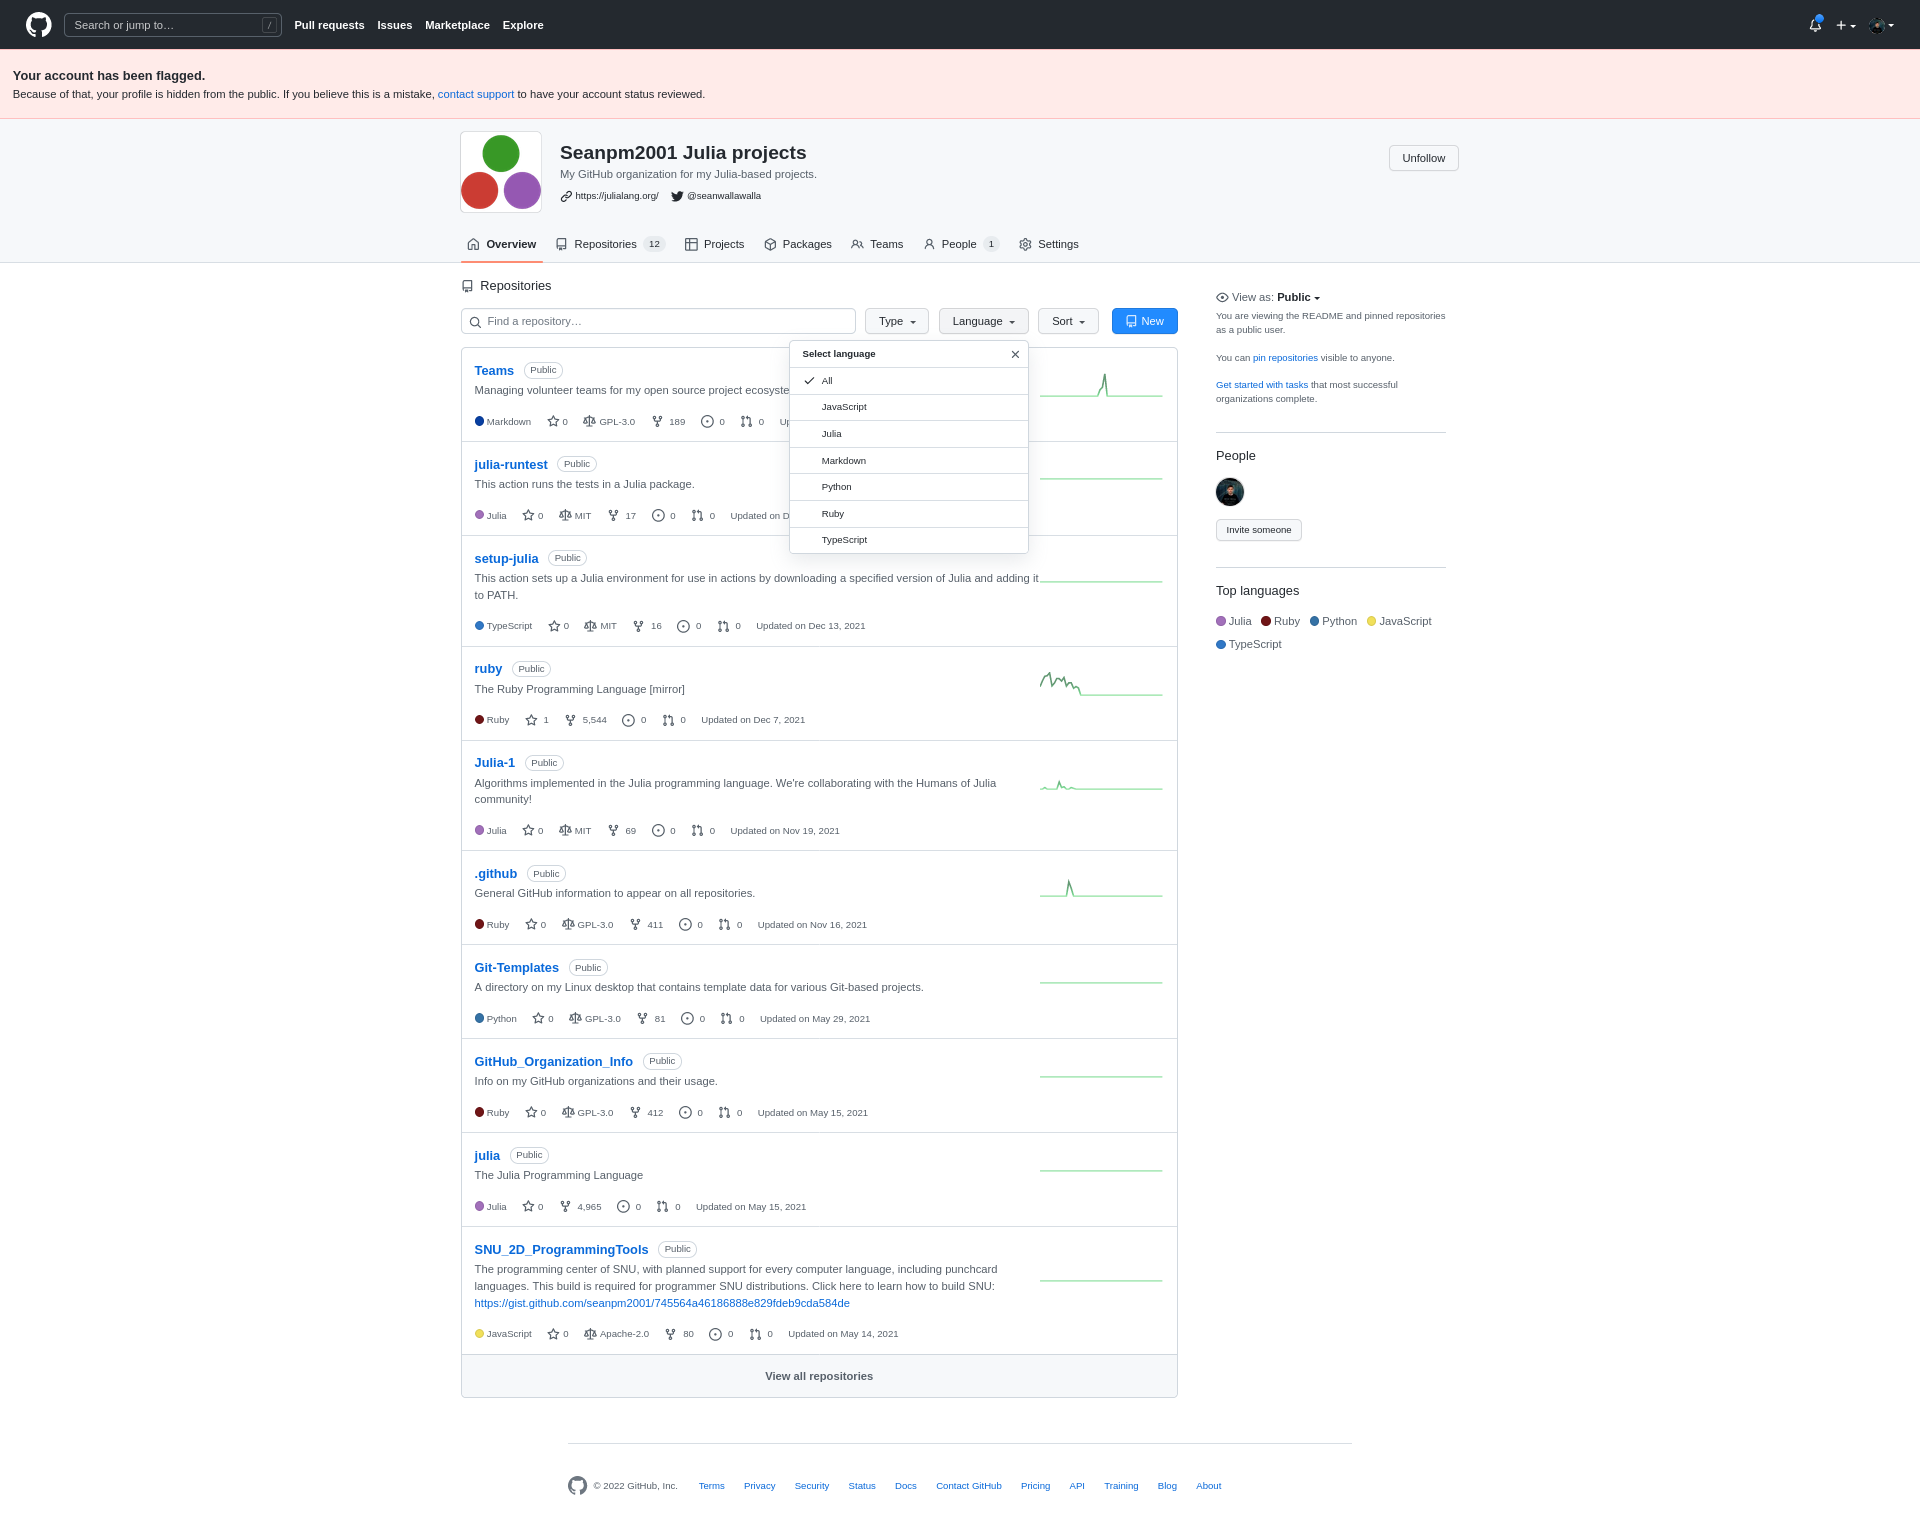 Search or jump to…
/
Pull requests Issues Marketplace Explore
Your account has been flagged.
Because of that, your profile is hidden from the public. If you believe this is a mistake, contact support to have your account status reviewed.
Seanpm2001 Julia projects
Unfollow
My GitHub organization for my Julia-based projects.
https://julialang.org/ @seanwallawalla
Overview Repositories 12 Projects Packages Teams People 1 Settings
Repositories
Find a repository…
Type Language Sort New
Select language
All
JavaScript
Julia
Markdown
Python
Ruby
TypeScript
Teams Public
Managing volunteer teams for my open source project ecosyste
Markdown 0 GPL-3.0 189 0 0
julia-runtest Public
This action runs the tests in a Julia package.
Julia 0 MIT 17 0 0 Updated on D
setup-julia Public
This action sets up a Julia environment for use in actions by downloading a specified version of Julia and adding it
to PATH.
TypeScript 0 MIT 16 0 0 Updated on Dec 13, 2021
ruby Public
The Ruby Programming Language [mirror]
Ruby 1 5,544 0 0 Updated on Dec 7, 2021
Julia-1 Public
Algorithms implemented in the Julia programming language. We're collaborating with the Humans of Julia
community!
Julia 0 MIT 69 0 0 Updated on Nov 19, 2021
.github Public
General GitHub information to appear on all repositories.
Ruby 0 GPL-3.0 411 0 0 Updated on Nov 16, 2021
Git-Templates Public
A directory on my Linux desktop that contains template data for various Git-based projects.
Python 0 GPL-3.0 81 0 0 Updated on May 29, 2021
GitHub_Organization_Info Public
Info on my GitHub organizations and their usage.
Ruby 0 GPL-3.0 412 0 0 Updated on May 15, 2021
julia Public
The Julia Programming Language
Julia 0 4,965 0 0 Updated on May 15, 2021
SNU_2D_ProgrammingTools Public
The programming center of SNU, with planned support for every computer language, including punchcard
languages. This build is required for programmer SNU distributions. Click here to learn how to build SNU:
https://gist.github.com/seanpm2001/745564a46186888e829fdeb9cda584de
JavaScript 0 Apache-2.0 80 0 0 Updated on May 14, 2021
View all repositories
View as: Public
You are viewing the README and pinned repositories
as a public user.
You can pin repositories visible to anyone.
Get started with tasks that most successful
organizations complete.
People
Invite someone
Top languages
Julia Ruby Python JavaScript
TypeScript
© 2022 GitHub, Inc. Terms Privacy Security Status Docs Contact GitHub Pricing API Training Blog About